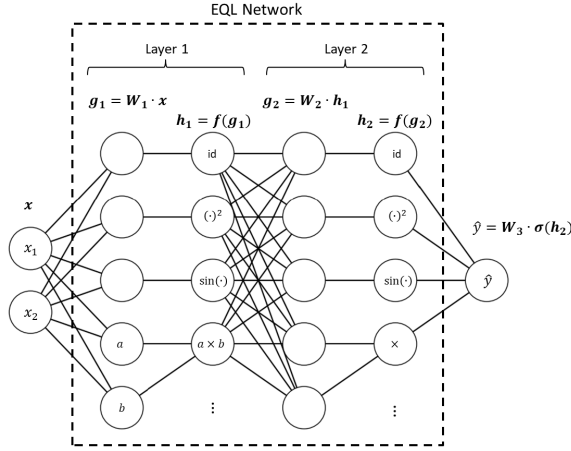 EQL Network
Layer 1
Layer 2
g₁ = W₁ · x
g₂ = W₂ · h₁
h₁ = f(g₁)
h₂ = f(g₂)
id
id
x
(·)²
(·)²
ŷ = W₃ · σ(h₂)
x₁
sin(·)
sin(·)
ŷ
x₂
a
a × b
×
b
⋮
⋮